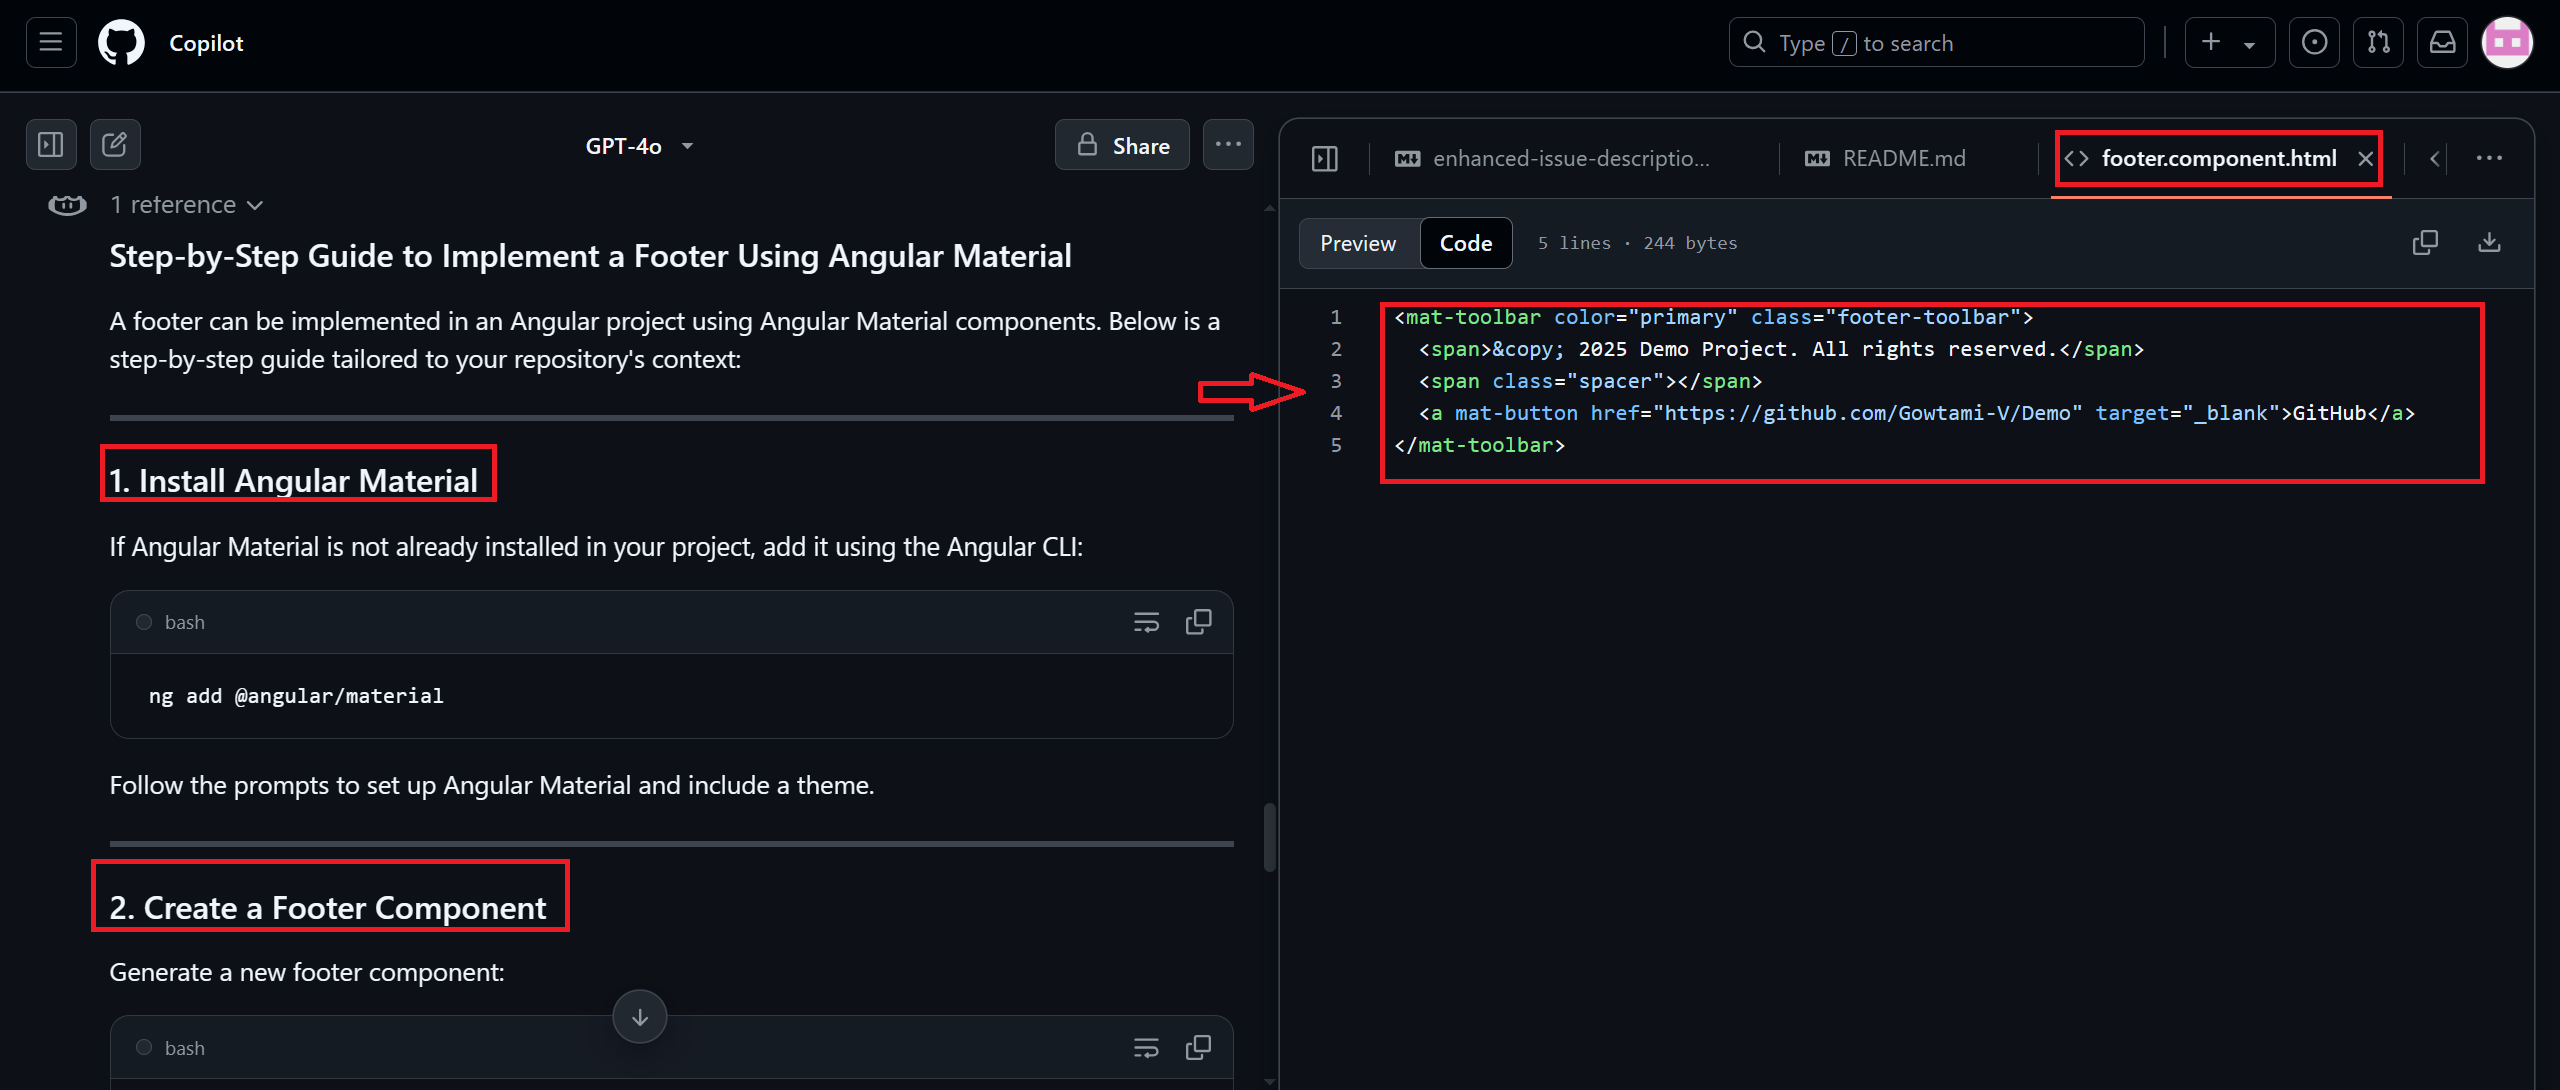 Copilot
Type / to search
GPT-4o
Share
1 reference
Step-by-Step Guide to Implement a Footer Using Angular Material
A footer can be implemented in an Angular project using Angular Material components. Below is a
step-by-step guide tailored to your repository's context:
1. Install Angular Material
If Angular Material is not already installed in your project, add it using the Angular CLI:
bash
ng add @angular/material
Follow the prompts to set up Angular Material and include a theme.
2. Create a Footer Component
Generate a new footer component:
bash
enhanced-issue-descriptio...
README.md
footer.component.html
Preview
Code
5 lines · 244 bytes
1 <mat-toolbar color="primary" class="footer-toolbar">
2   <span>&copy; 2025 Demo Project. All rights reserved.</span>
3   <span class="spacer"></span>
4   <a mat-button href="https://github.com/Gowtami-V/Demo" target="_blank">GitHub</a>
5 </mat-toolbar>